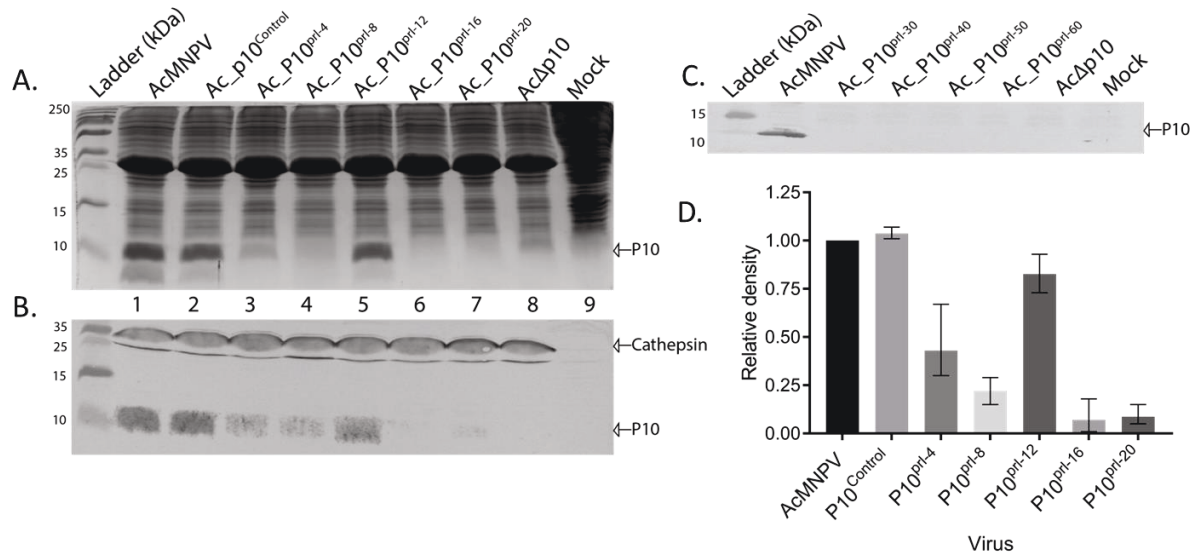 A.
Ladder (kDa)
AcMNPV
Ac_p10Control
Ac_P10prl-4
Ac_P10prl-8
Ac_P10prl-12
Ac_P10prl-16
Ac_P10prl-20
Ac∆p10
Mock
250
35
25
15
10
P10
1 2 3 4 5 6 7 8 9
B.
35
25
15
10
Cathepsin
P10
C.
Ladder (kDa)
AcMNPV
Ac_P10prl-30
Ac_P10prl-40
Ac_P10prl-50
Ac_P10prl-60
Ac∆p10
Mock
15
10
P10
D.
Relative density
1.25
1.00
0.75
0.50
0.25
0.00
AcMNPV
P10Control
P10prl-4
P10prl-8
P10prl-12
P10prl-16
P10prl-20
Virus